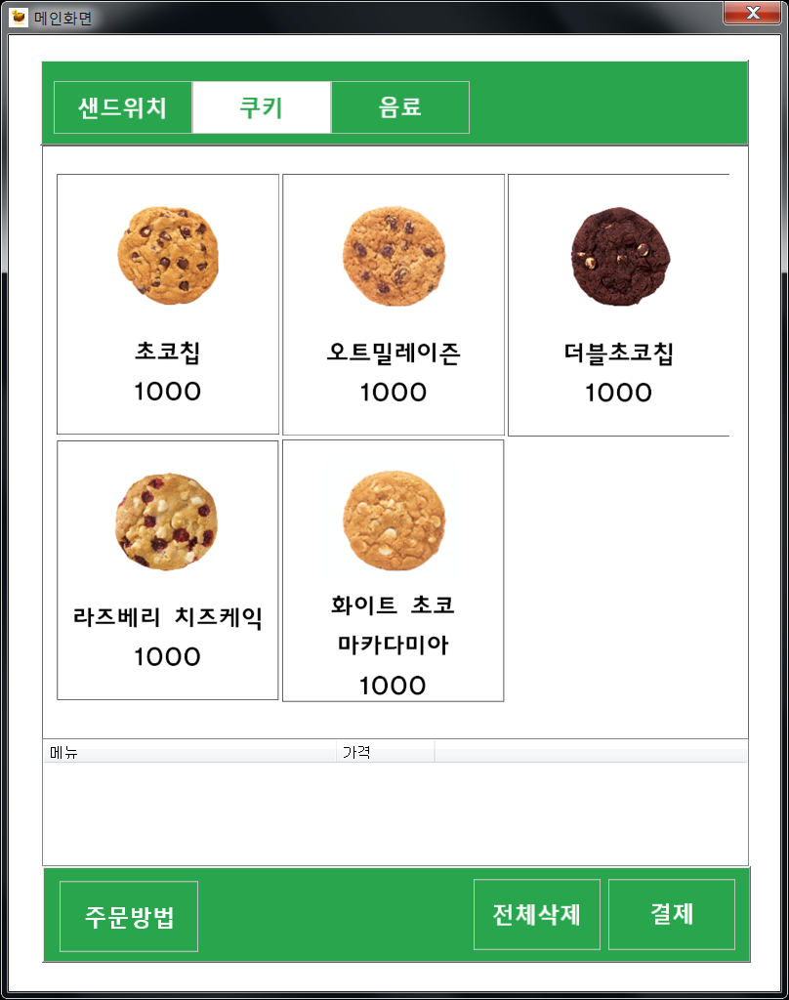 메인화면
샌드위치 쿠키 음료
초코칩
1000
오트밀레이즌
1000
더블초코칩
1000
라즈베리 치즈케익
1000
화이트 초코
마카다미아
1000
메뉴 가격
주문방법 전체삭제 결제